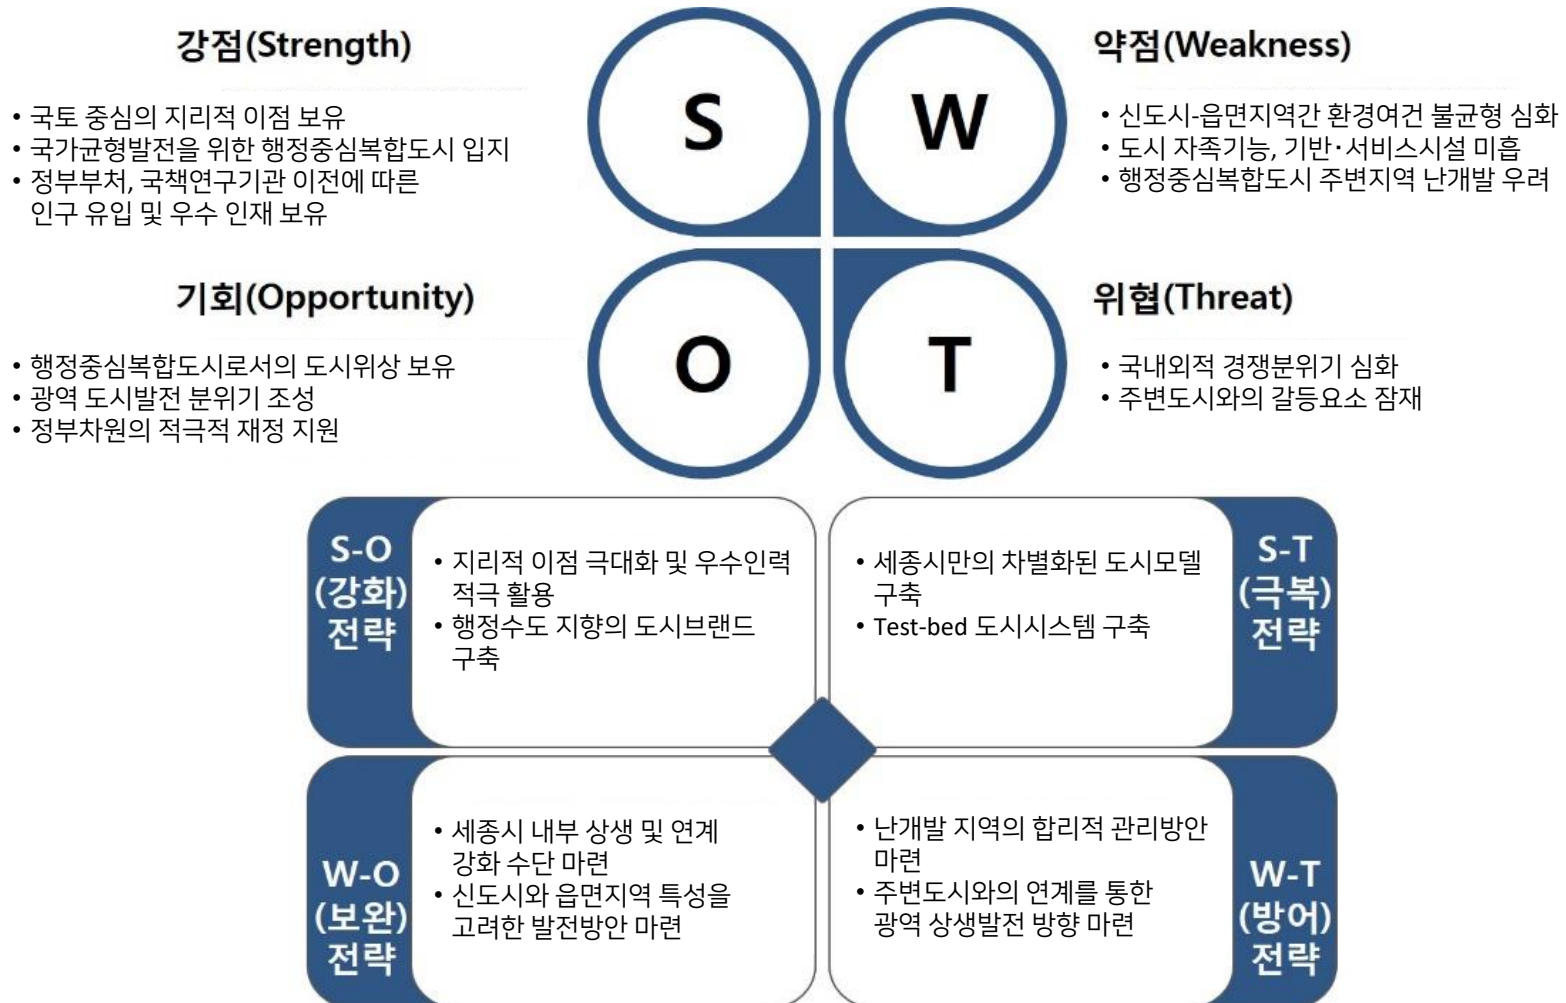 강점(Strength)
• 국토 중심의 지리적 이점 보유
• 국가균형발전을 위한 행정중심복합도시 입지
• 정부부처, 국책연구기관 이전에 따른
인구 유입 및 우수 인재 보유
S
W
약점(Weakness)
• 신도시-읍면지역간 환경여건 불균형 심화
• 도시 자족기능, 기반·서비스시설 미흡
• 행정중심복합도시 주변지역 난개발 우려
기회(Opportunity)
• 행정중심복합도시로서의 도시위상 보유
• 광역 도시발전 분위기 조성
• 정부차원의 적극적 재정 지원
O
T
위협(Threat)
• 국내외적 경쟁분위기 심화
• 주변도시와의 갈등요소 잠재
S-O
(강화)
전략
• 지리적 이점 극대화 및 우수인력
적극 활용
• 행정수도 지향의 도시브랜드
구축
• 세종시만의 차별화된 도시모델
구축
• Test-bed 도시시스템 구축
S-T
(극복)
전략
W-O
(보완)
전략
• 세종시 내부 상생 및 연계
강화 수단 마련
• 신도시와 읍면지역 특성을
고려한 발전방안 마련
• 난개발 지역의 합리적 관리방안
마련
• 주변도시와의 연계를 통한
광역 상생발전 방향 마련
W-T
(방어)
전략